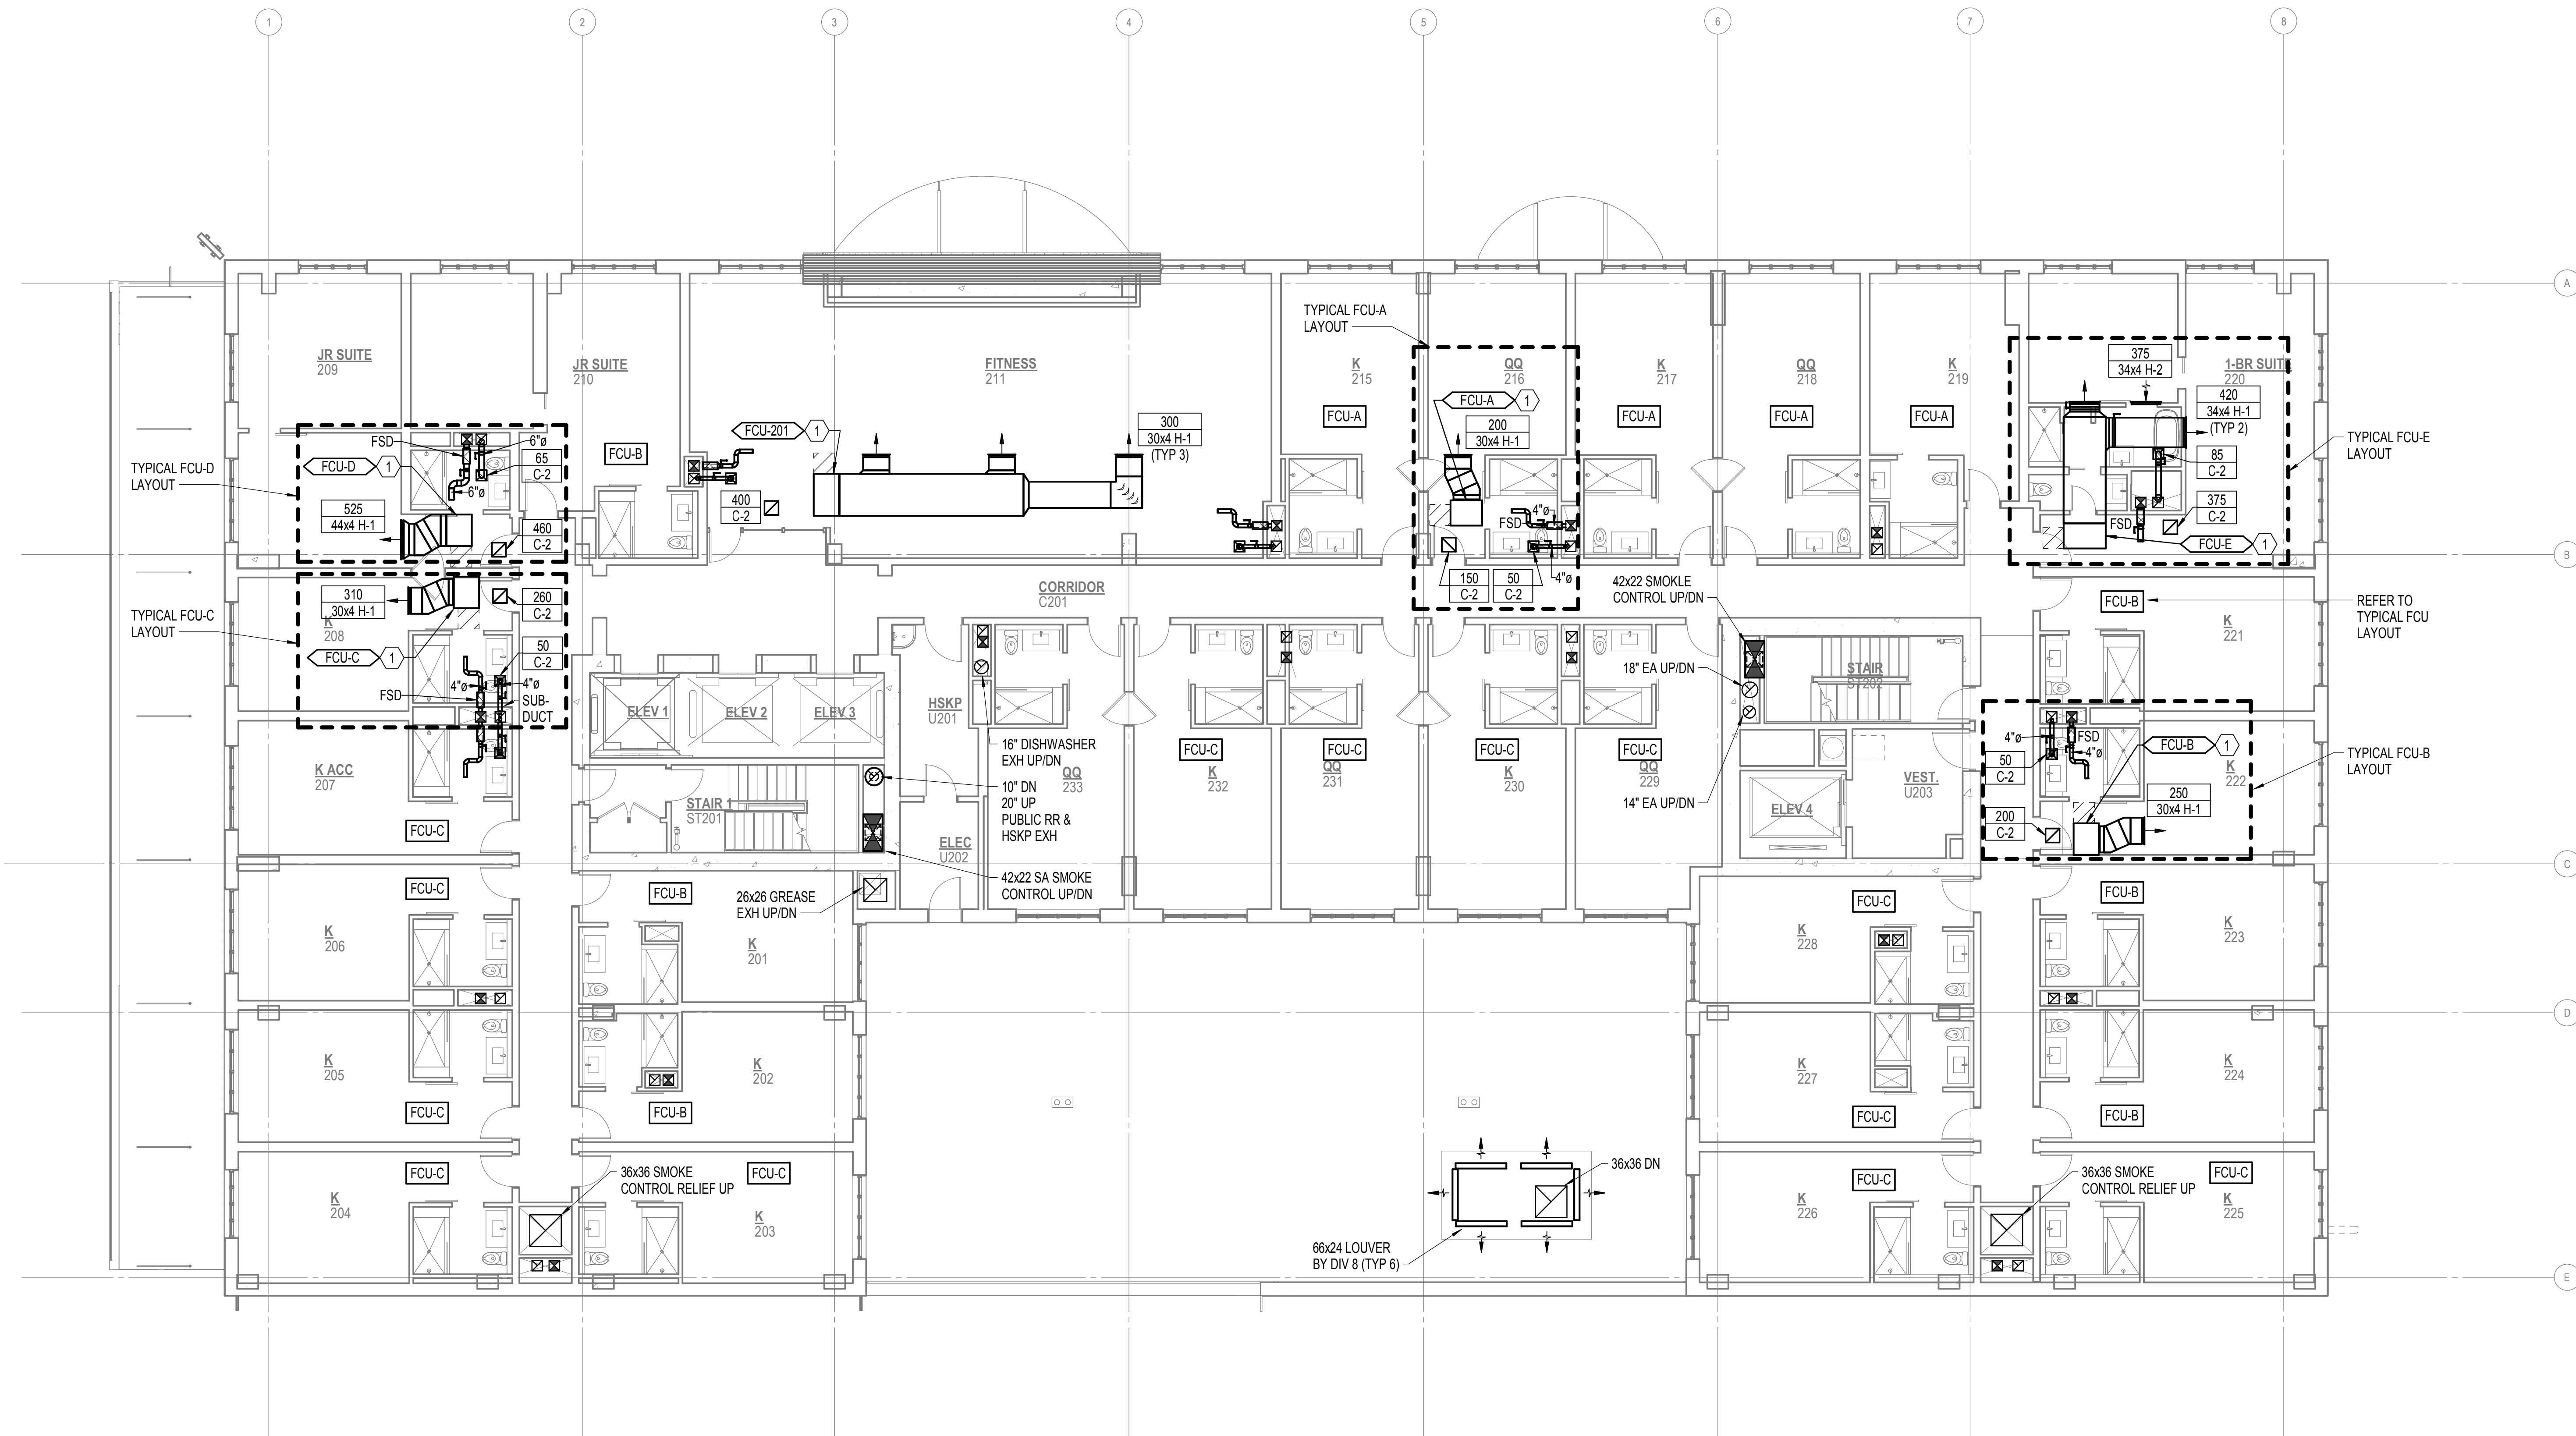 1
2
3
4
5
6
7
8
A
B
C
D
E
JR SUITE
209
JR SUITE
210
FCU-B
FITNESS
211
FCU-201
1
400
C-2
300
30x4 H-1
(TYP 3)
TYPICAL FCU-A
LAYOUT
K
215
FCU-A
QQ
216
FCU-A
1
200
30x4 H-1
FSD
4"ø
4"ø
150
C-2
50
C-2
K
217
FCU-A
QQ
218
FCU-A
K
219
FCU-A
375
34x4 H-2
1-BR SUITE
220
420
34x4 H-1
(TYP 2)
85
C-2
375
C-2
FSD
FCU-E
1
TYPICAL FCU-E
LAYOUT
TYPICAL FCU-D
LAYOUT
FSD
6"ø
6"ø
65
C-2
FCU-D
1
525
44x4 H-1
460
C-2
TYPICAL FCU-C
LAYOUT
310
30x4 H-1
K
208
FCU-C
1
260
C-2
50
C-2
4"ø
4"ø
FSD
SUB-
DUCT
CORRIDOR
C201
42x22 SMOKLE
CONTROL UP/DN
18" EA UP/DN
14" EA UP/DN
STAIR
ST202
FCU-B
REFER TO
TYPICAL FCU
LAYOUT
K
221
ELEV 1
ELEV 2
ELEV 3
HSKP
U201
16" DISHWASHER
EXH UP/DN
10" DN
20" UP
PUBLIC RR &
HSKP EXH
42x22 SA SMOKE
CONTROL UP/DN
QQ
233
FCU-C
K
232
FCU-C
QQ
231
FCU-C
K
230
FCU-C
QQ
229
ELEV 4
VEST.
U203
4"ø
FSD
4"ø
50
C-2
FCU-B
1
K
222
250
30x4 H-1
200
C-2
TYPICAL FCU-B
LAYOUT
K ACC
207
FCU-C
STAIR 1
ST201
ELEC
U202
26x26 GREASE
EXH UP/DN
FCU-C
K
206
FCU-B
K
201
FCU-C
K
228
FCU-B
K
223
K
205
FCU-C
K
202
FCU-B
K
227
FCU-C
K
224
FCU-B
FCU-C
K
204
36x36 SMOKE
CONTROL RELIEF UP
FCU-C
K
203
36x36 DN
66x24 LOUVER
BY DIV 8 (TYP 6)
FCU-C
K
226
36x36 SMOKE
CONTROL RELIEF UP
FCU-C
K
225